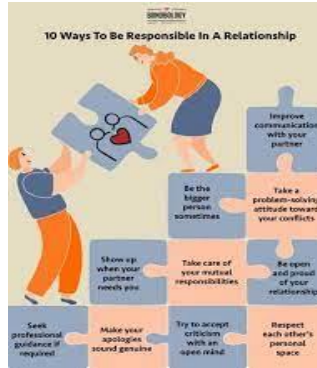 BONOBOLOGY
10 Ways To Be Responsible In A Relationship
Improve
communication
with your
partner
Be the
bigger
person
sometimes
Take a
problem-solving
attitude toward
your conflicts
Show up
when your
partner
needs you
Take care of
your mutual
responsibilities
Be open
and proud
of your
relationship
Seek
professional
guidance if
required
Make your
apologies
sound genuine
Try to accept
criticism
with an
open mind
Respect
each other's
personal
space